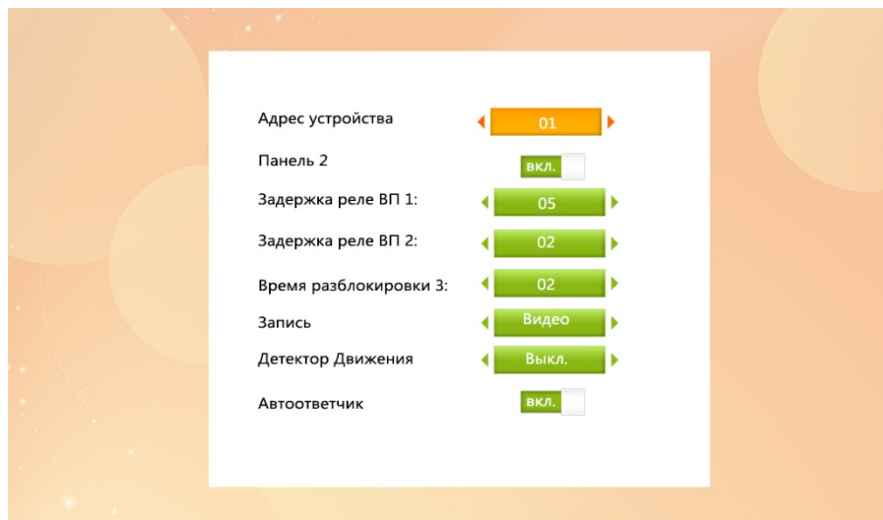 Адрес устройства 01
Панель 2 вкл.
Задержка реле ВП 1: 05
Задержка реле ВП 2: 02
Время разблокировки 3: 02
Запись Видео
Детектор Движения Выкл.
Автоответчик вкл.